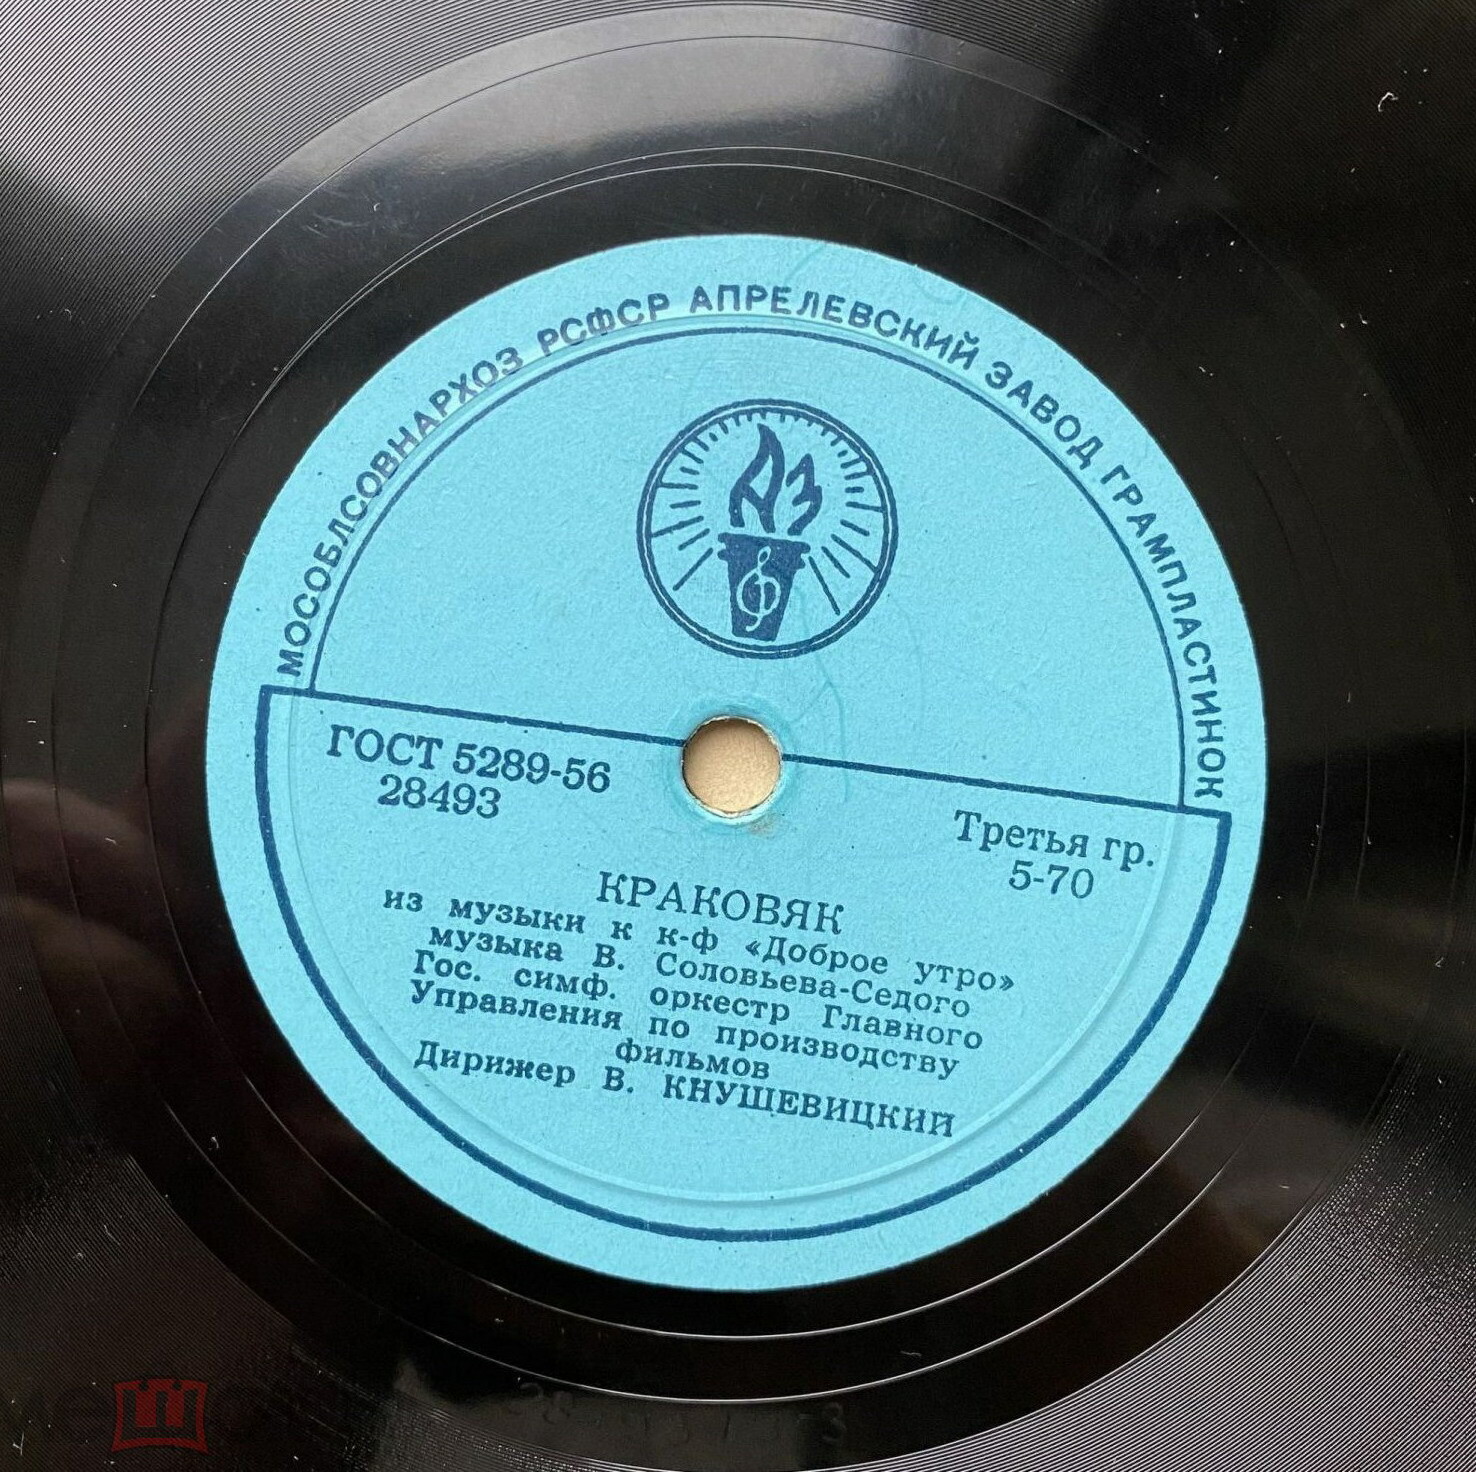 МОСОБЛСОВНАРХОЗ РСФСР АПРЕЛЕВСКИЙ ЗАВОД ГРАМПЛАСТИНОК
АЗ
ГОСТ 5289-56
28493
Третья гр.
5-70
КРАКОВЯК
из музыки к к-ф «Доброе утро»
музыка В. Соловьева-Седого
Гос. симф. оркестр Главного
Управления по производству
фильмов
Дирижер В. КНУШЕВИЦКИЙ